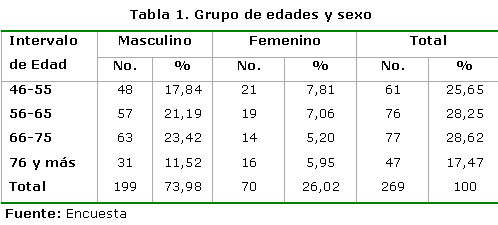 Tabla 1. Grupo de edades y sexo
Intervalo de Edad Masculino Femenino Total
No. % No. % No. %
46-55 48 17,84 21 7,81 61 25,65
56-65 57 21,19 19 7,06 76 28,25
66-75 63 23,42 14 5,20 77 28,62
76 y más 31 11,52 16 5,95 47 17,47
Total 199 73,98 70 26,02 269 100
Fuente: Encuesta